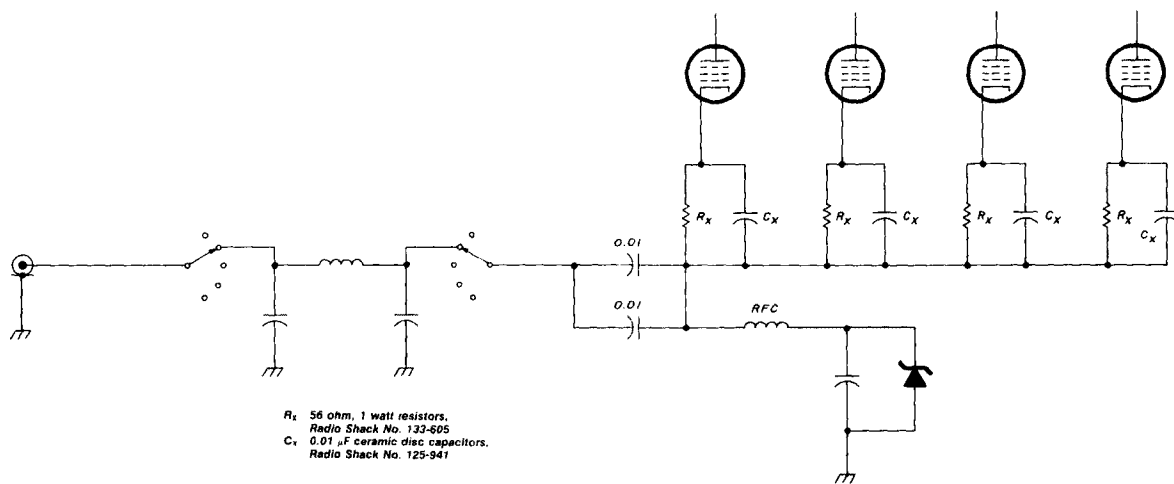 Rx Cx Rx Cx Rx Cx Rx Cx
0.01
0.01
RFC
Rx 56 ohm, 1 watt resistors,
Radio Shack No. 133-605
Cx 0.01 μF ceramic disc capacitors,
Radio Shack No. 125-941